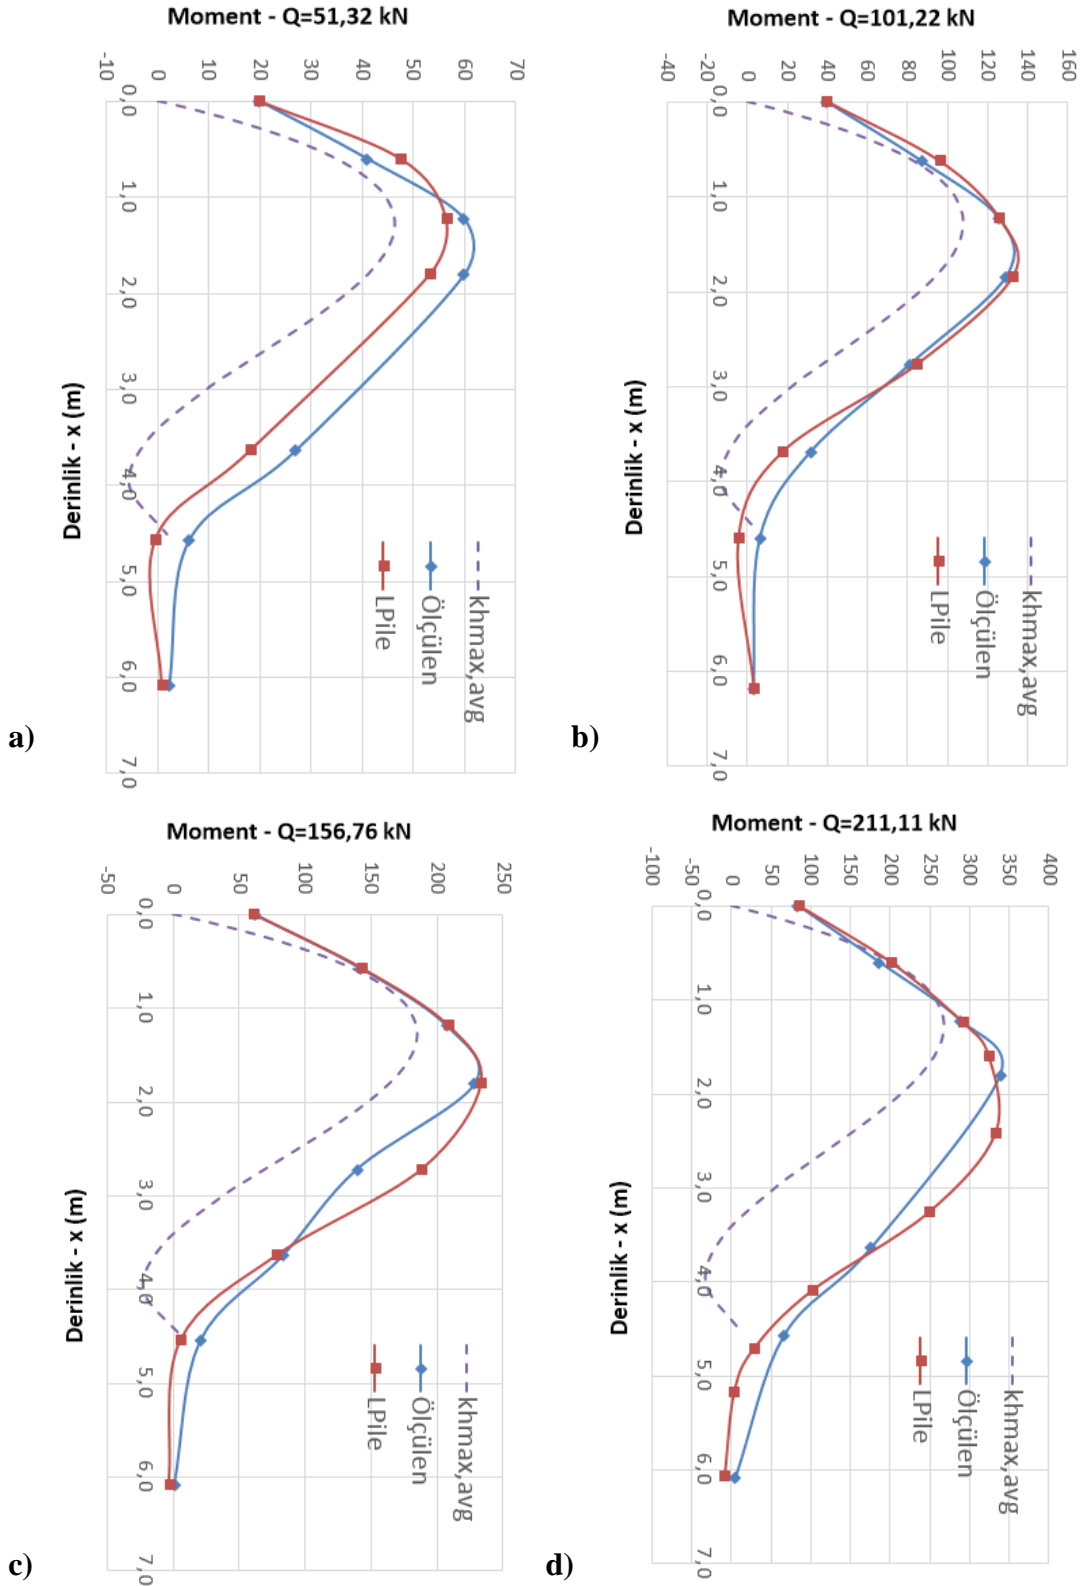 Moment - Q=51,32 kN
-10 0 10 20 30 40 50 60 70
0,0
1,0
2,0
3,0
4,0
5,0
6,0
7,0
Derinlik - x (m)
khmax,avg
Ölçülen
LPile
a)
Moment - Q=101,22 kN
-40 -20 0 20 40 60 80 100 120 140 160
0,0
1,0
2,0
3,0
4,0
5,0
6,0
7,0
Derinlik - x (m)
khmax,avg
Ölçülen
LPile
b)
Moment - Q=156,76 kN
-50 0 50 100 150 200 250
0,0
1,0
2,0
3,0
4,0
5,0
6,0
7,0
Derinlik - x (m)
khmax,avg
Ölçülen
LPile
c)
Moment - Q=211,11 kN
-100 -50 0 50 100 150 200 250 300 350 400
0,0
1,0
2,0
3,0
4,0
5,0
6,0
7,0
Derinlik - x (m)
khmax,avg
Ölçülen
LPile
d)